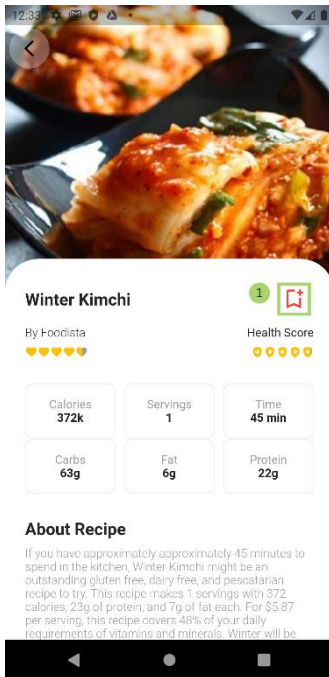 12:33
Winter Kimchi
1
By Foodista
Health Score
Calories
372k
Servings
1
Time
45 min
Carbs
63g
Fat
6g
Protein
22g
About Recipe
If you have approximately approximately 45 minutes to
spend in the kitchen, Winter Kimchi might be an
outstanding gluten free, dairy free, and pescatarian
recipe to try. This recipe makes 1 servings with 372
calories, 23g of protein, and 7g of fat each. For $5.87
per serving, this recipe covers 48% of your daily
requirements of vitamins and minerals. Winter will be